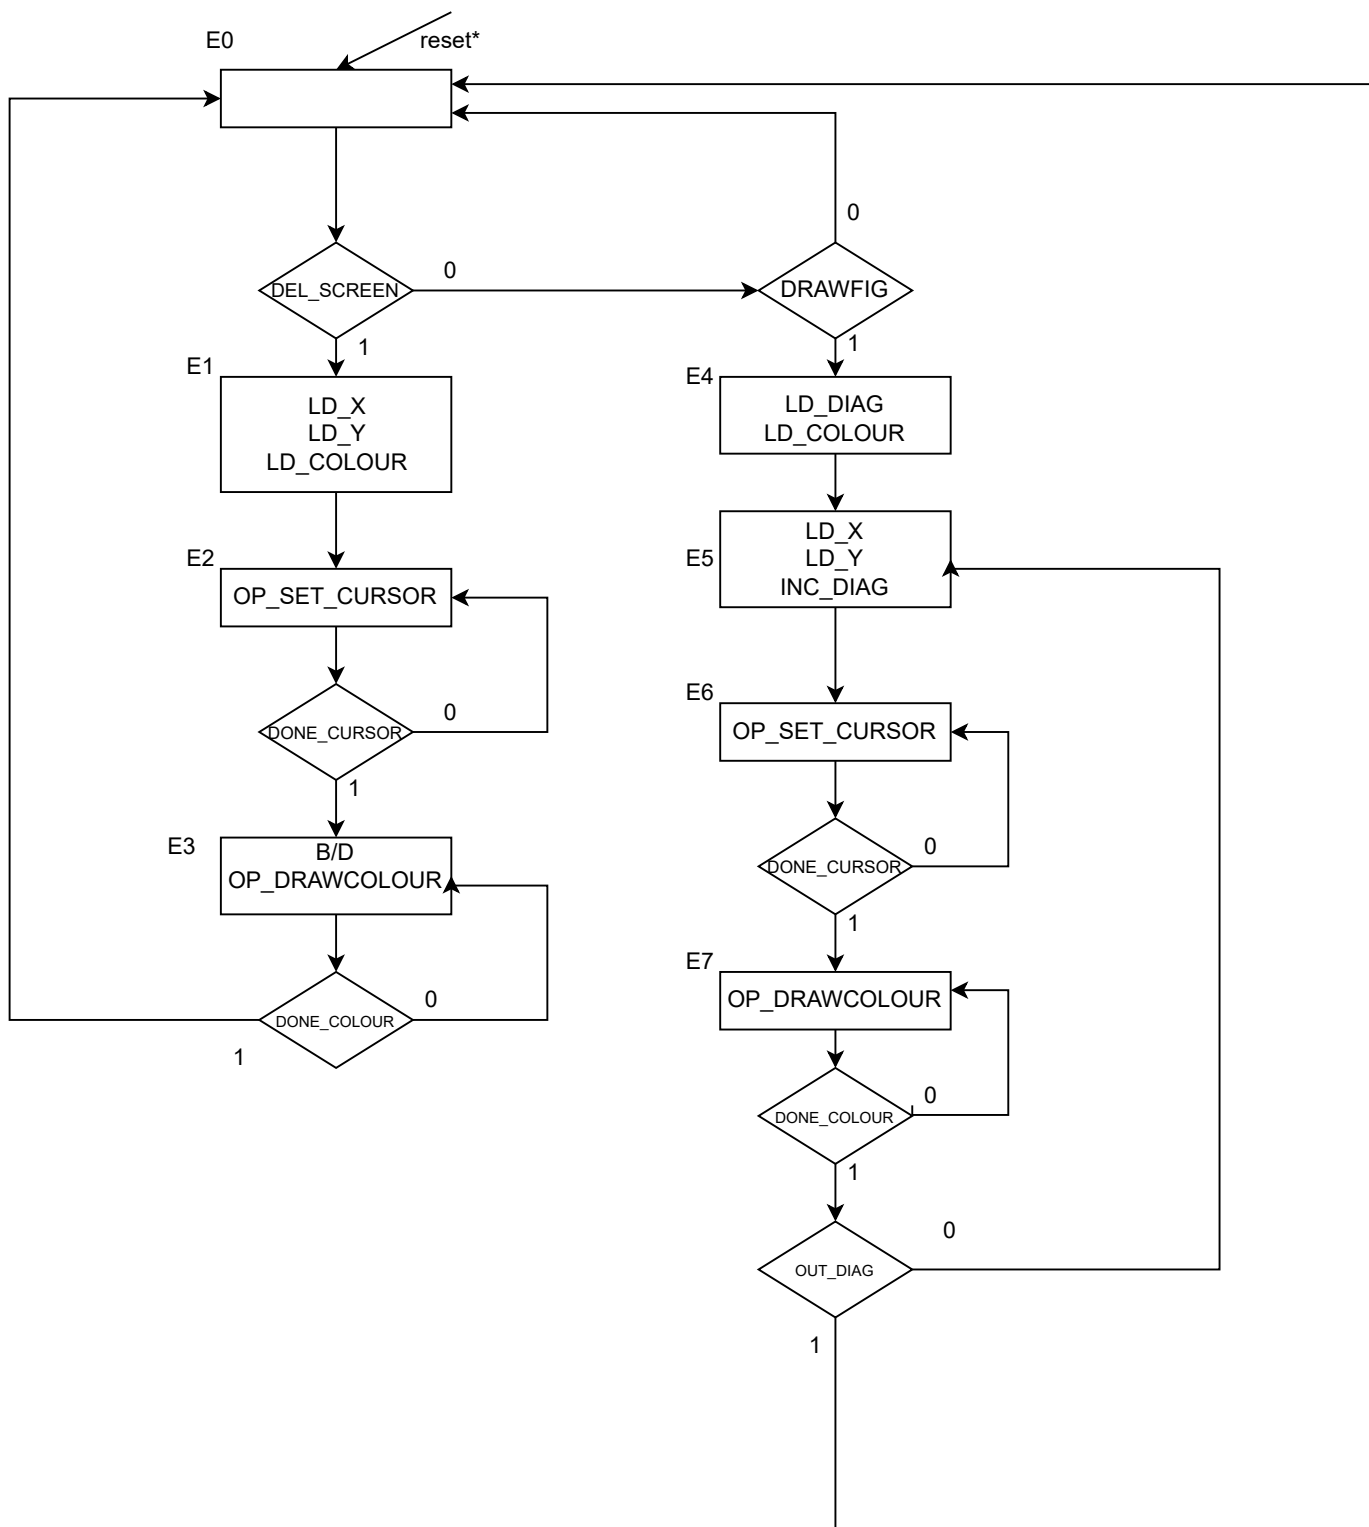 E0
reset*
DEL_SCREEN
0
1
DRAWFIG
0
1
E1
LD_X
LD_Y
LD_COLOUR
E2
OP_SET_CURSOR
DONE_CURSOR
0
1
E3
B/D
OP_DRAWCOLOUR
DONE_COLOUR
0
1
E4
LD_DIAG
LD_COLOUR
E5
LD_X
LD_Y
INC_DIAG
E6
OP_SET_CURSOR
DONE_CURSOR
0
1
E7
OP_DRAWCOLOUR
DONE_COLOUR
0
1
OUT_DIAG
0
1